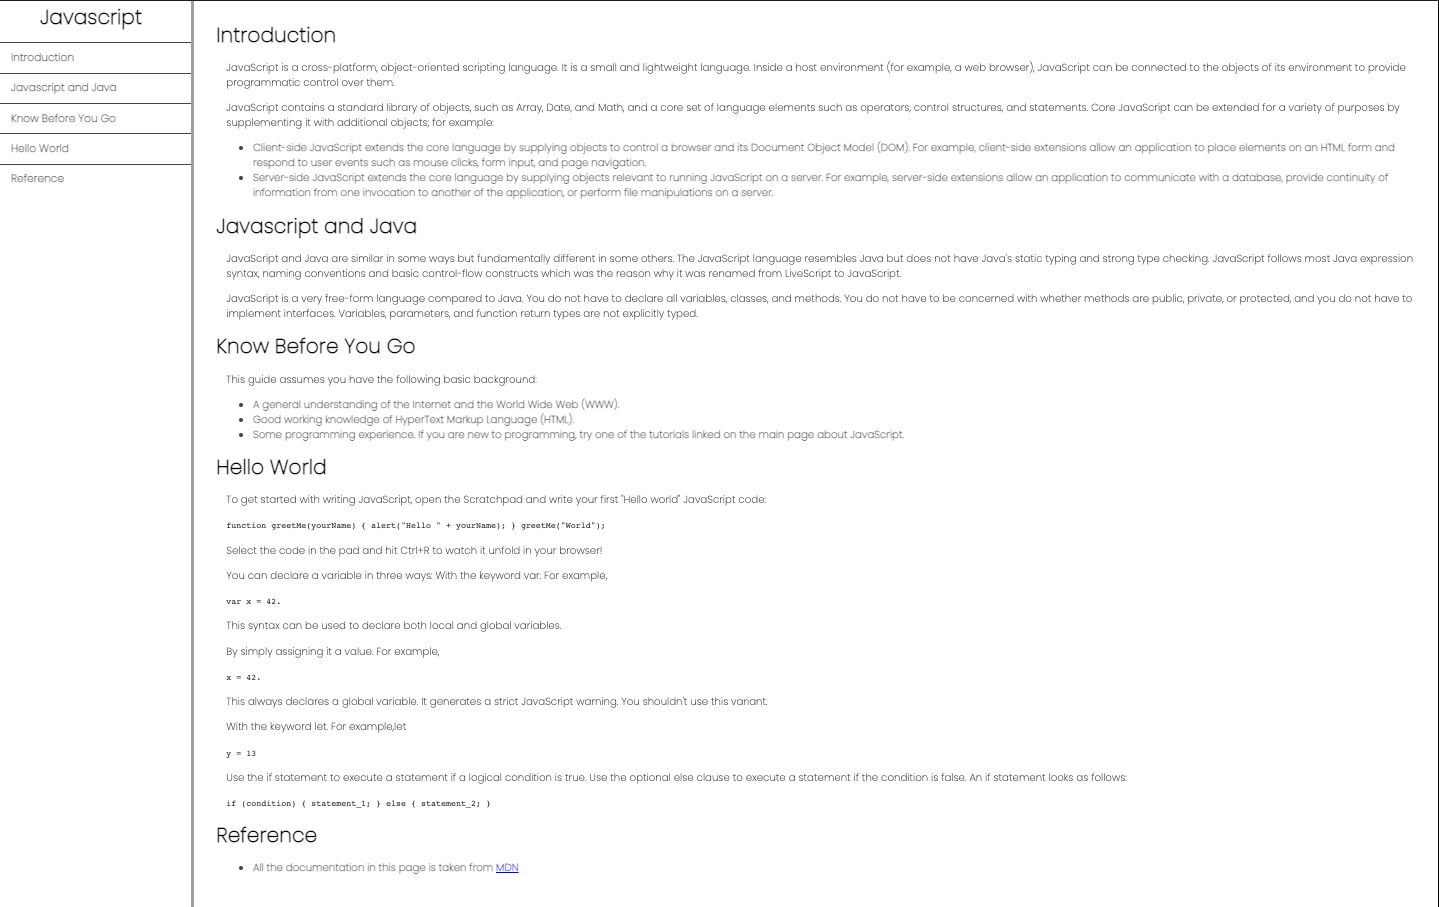 Javascript
Introduction
Javascript and Java
Know Before You Go
Hello World
Reference
Introduction
JavaScript is a cross-platform, object-oriented scripting language. It is a small and lightweight language. Inside a host environment (for example, a web browser), JavaScript can be connected to the objects of its environment to provide
programmatic control over them.
JavaScript contains a standard library of objects, such as Array, Date, and Math, and a core set of language elements such as operators, control structures, and statements. Core JavaScript can be extended for a variety of purposes by
supplementing it with additional objects; for example:
• Client-side JavaScript extends the core language by supplying objects to control a browser and its Document Object Model (DOM). For example, client-side extensions allow an application to place elements on an HTML form and
respond to user events such as mouse clicks, form input, and page navigation.
• Server-side JavaScript extends the core language by supplying objects relevant to running JavaScript on a server. For example, server-side extensions allow an application to communicate with a database, provide continuity of
information from one invocation to another of the application, or perform file manipulations on a server.
Javascript and Java
JavaScript and Java are similar in some ways but fundamentally different in some others. The JavaScript language resembles Java but does not have Java's static typing and strong type checking. JavaScript follows most Java expression
syntax, naming conventions and basic control-flow constructs which was the reason why it was renamed from LiveScript to JavaScript.
JavaScript is a very free-form language compared to Java. You do not have to declare all variables, classes, and methods. You do not have to be concerned with whether methods are public, private, or protected, and you do not have to
implement interfaces. Variables, parameters, and function return types are not explicitly typed.
Know Before You Go
This guide assumes you have the following basic background:
• A general understanding of the Internet and the World Wide Web (WWW).
• Good working knowledge of HyperText Markup Language (HTML).
• Some programming experience. If you are new to programming, try one of the tutorials linked on the main page about JavaScript.
Hello World
To get started with writing JavaScript, open the Scratchpad and write your first "Hello world" JavaScript code:
function greetMe(yourName) { alert("Hello " + yourName); } greetMe("World");
Select the code in the pad and hit Ctrl+R to watch it unfold in your browser!
You can declare a variable in three ways: With the keyword var. For example,
var x = 42.
This syntax can be used to declare both local and global variables.
By simply assigning it a value. For example,
x = 42.
This always declares a global variable. It generates a strict JavaScript warning. You shouldn't use this variant.
With the keyword let. For example,let
y = 13
Use the if statement to execute a statement if a logical condition is true. Use the optional else clause to execute a statement if the condition is false. An if statement looks as follows:
if (condition) { statement_1; } else { statement_2; }
Reference
• All the documentation in this page is taken from MDN